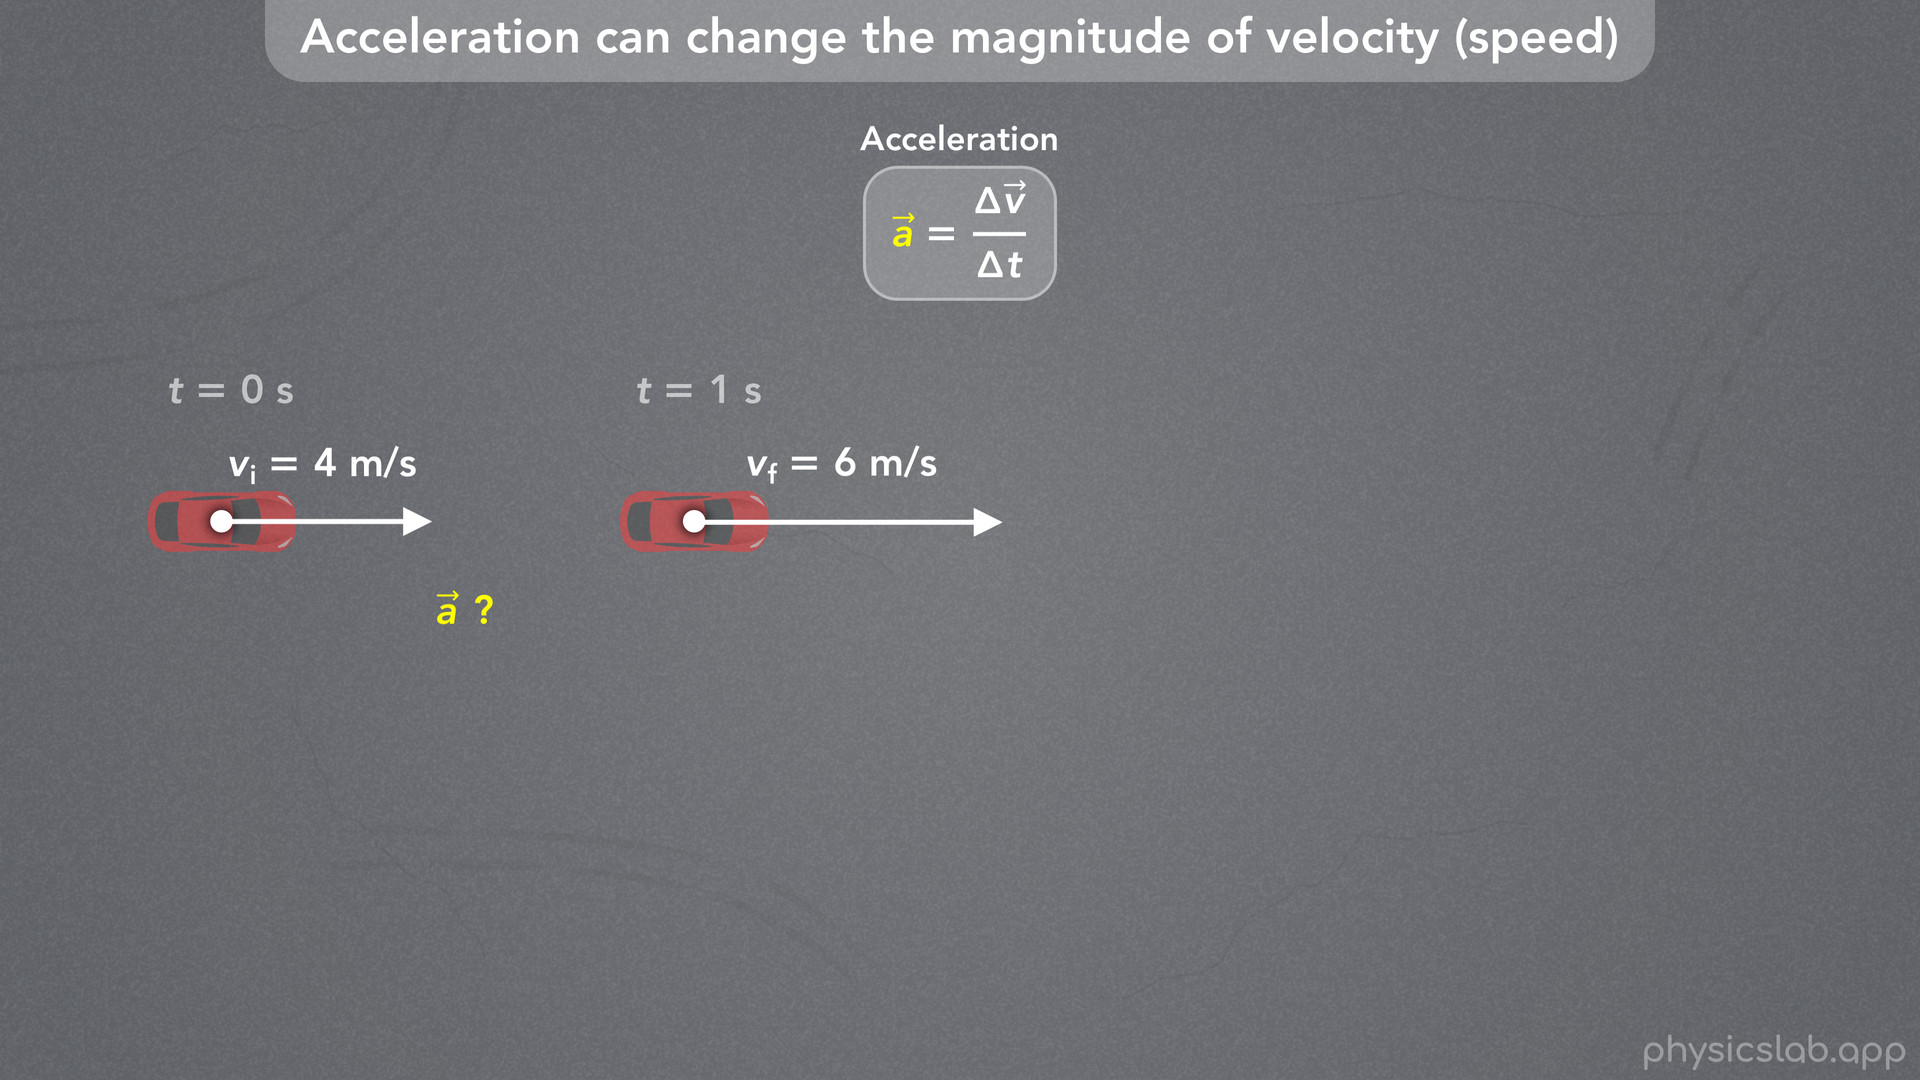 Acceleration can change the magnitude of velocity (speed)
Acceleration
a⃗ = Δv⃗ / Δt
t = 0 s
t = 1 s
vᵢ = 4 m/s
v_f = 6 m/s
a⃗ ?
physicslab.app